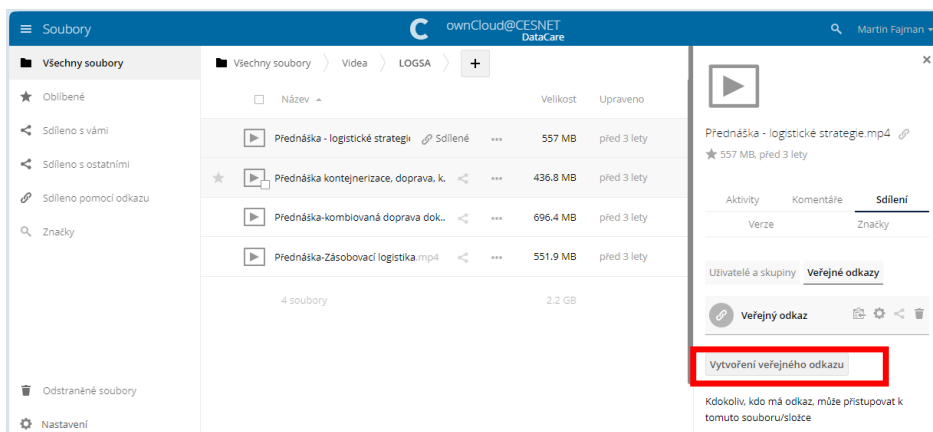 Soubory
ownCloud@CESNET
DataCare
Martin Fajman
Všechny soubory
Oblíbené
Sdíleno s vámi
Sdíleno s ostatními
Sdíleno pomocí odkazu
Značky
Odstraněné soubory
Nastavení
Všechny soubory Videa LOGSA +
Název Velikost Upraveno
Přednáška - logistické strategi Sdílené ... 557 MB před 3 lety
Přednáška kontejnerizace, doprava, k. ... 436.8 MB před 3 lety
Přednáška-kombiovaná doprava dok.. ... 696.4 MB před 3 lety
Přednáška-Zásobovací logistika.mp4 ... 551.9 MB před 3 lety
4 soubory 2.2 GB
×
Přednáška - logistické strategie.mp4
557 MB, před 3 lety
Aktivity Komentáře Sdílení
Verze Značky
Uživatelé a skupiny Veřejné odkazy
Veřejný odkaz
Vytvoření veřejného odkazu
Kdokoliv, kdo má odkaz, může přistupovat k
tomuto souboru/složce